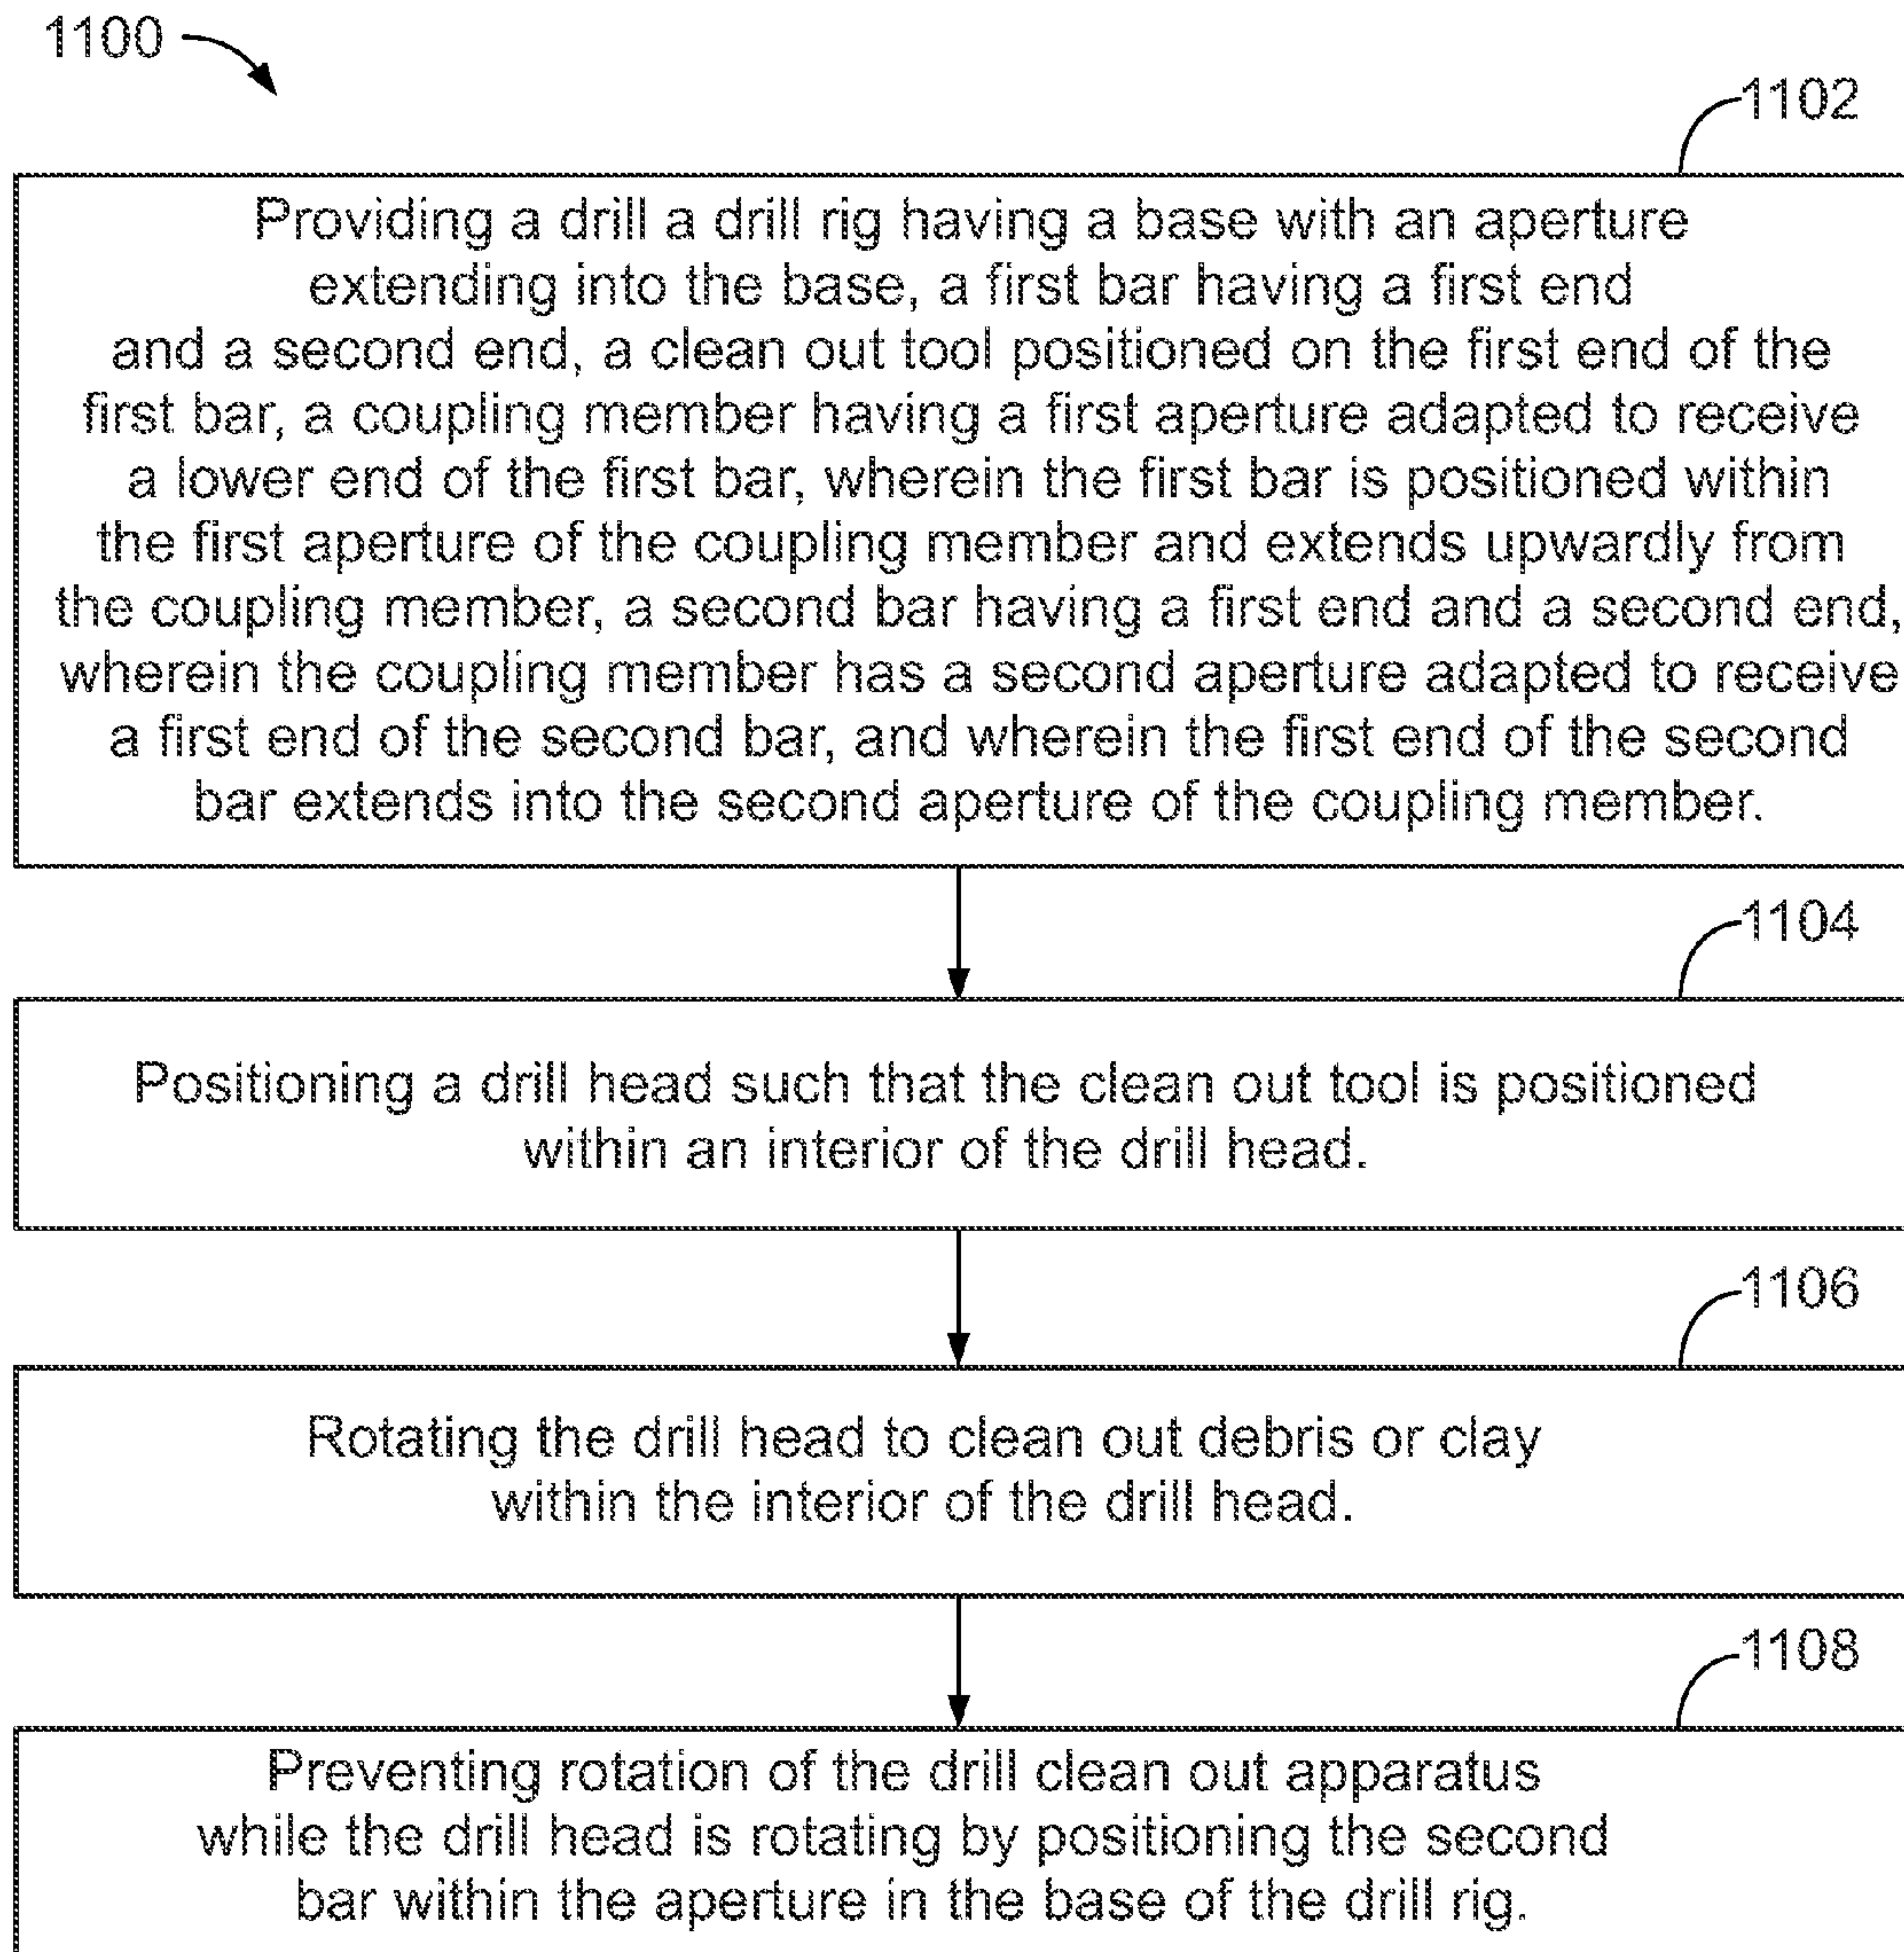 1100
1102
Providing a drill a drill rig having a base with an aperture
extending into the base, a first bar having a first end
and a second end, a clean out tool positioned on the first end of the
first bar, a coupling member having a first aperture adapted to receive
a lower end of the first bar, wherein the first bar is positioned within
the first aperture of the coupling member and extends upwardly from
the coupling member, a second bar having a first end and a second end,
wherein the coupling member has a second aperture adapted to receive
a first end of the second bar, and wherein the first end of the second
bar extends into the second aperture of the coupling member.
1104
Positioning a drill head such that the clean out tool is positioned
within an interior of the drill head.
1106
Rotating the drill head to clean out debris or clay
within the interior of the drill head.
1108
Preventing rotation of the drill clean out apparatus
while the drill head is rotating by positioning the second
bar within the aperture in the base of the drill rig.